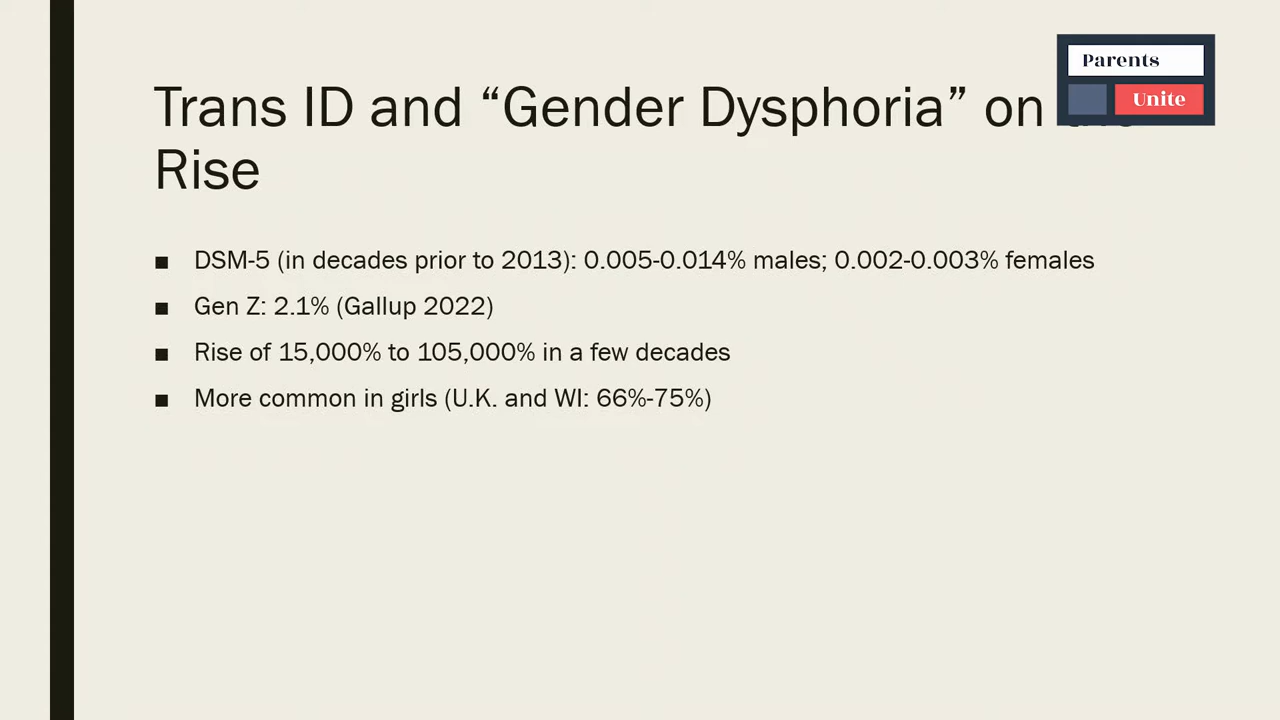 Parents
Unite
Trans ID and “Gender Dysphoria” on
Rise
■ DSM-5 (in decades prior to 2013): 0.005-0.014% males; 0.002-0.003% females
■ Gen Z: 2.1% (Gallup 2022)
■ Rise of 15,000% to 105,000% in a few decades
■ More common in girls (U.K. and WI: 66%-75%)